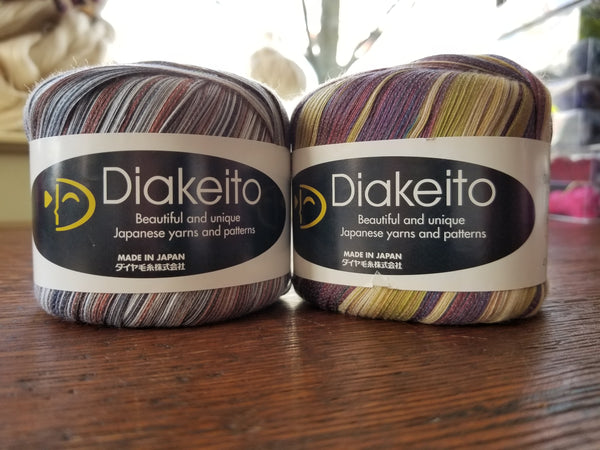 Diakeito
Beautiful and unique
Japanese yarns and patterns
MADE IN JAPAN
ダイヤ毛糸株式会社
Diakeito
Beautiful and unique
Japanese yarns and patterns
MADE IN JAPAN
ダイヤ毛糸株式会社